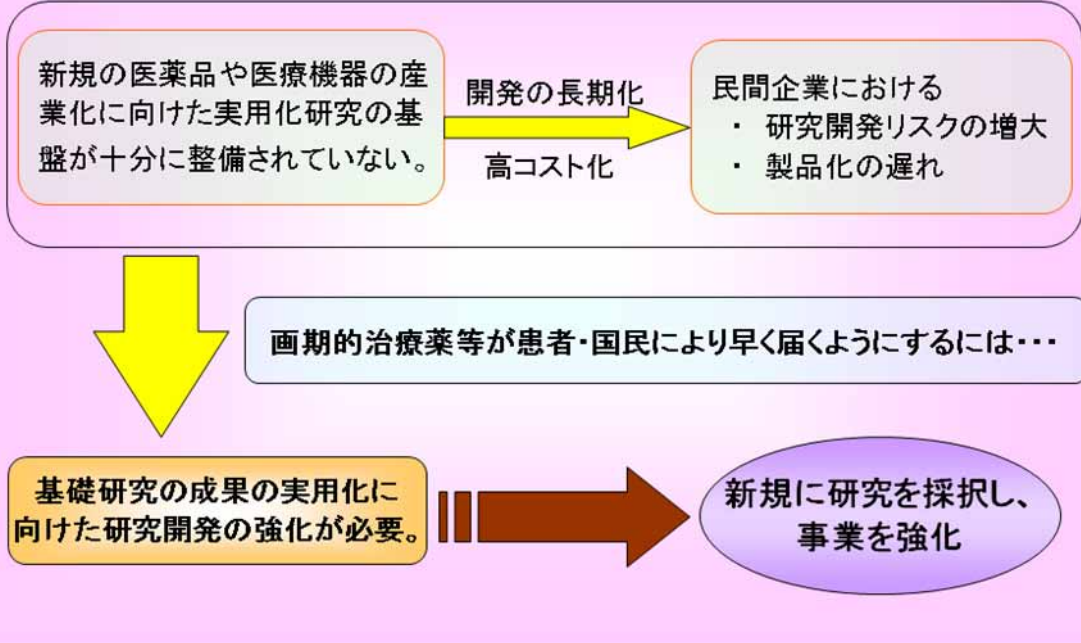 新規の医薬品や医療機器の産
業化に向けた実用化研究の基
盤が十分に整備されていない。
開発の長期化
高コスト化
民間企業における
・ 研究開発リスクの増大
・ 製品化の遅れ
画期的治療薬等が患者・国民により早く届くようにするには・・・
基礎研究の成果の実用化に
向けた研究開発の強化が必要。
新規に研究を採択し、
事業を強化